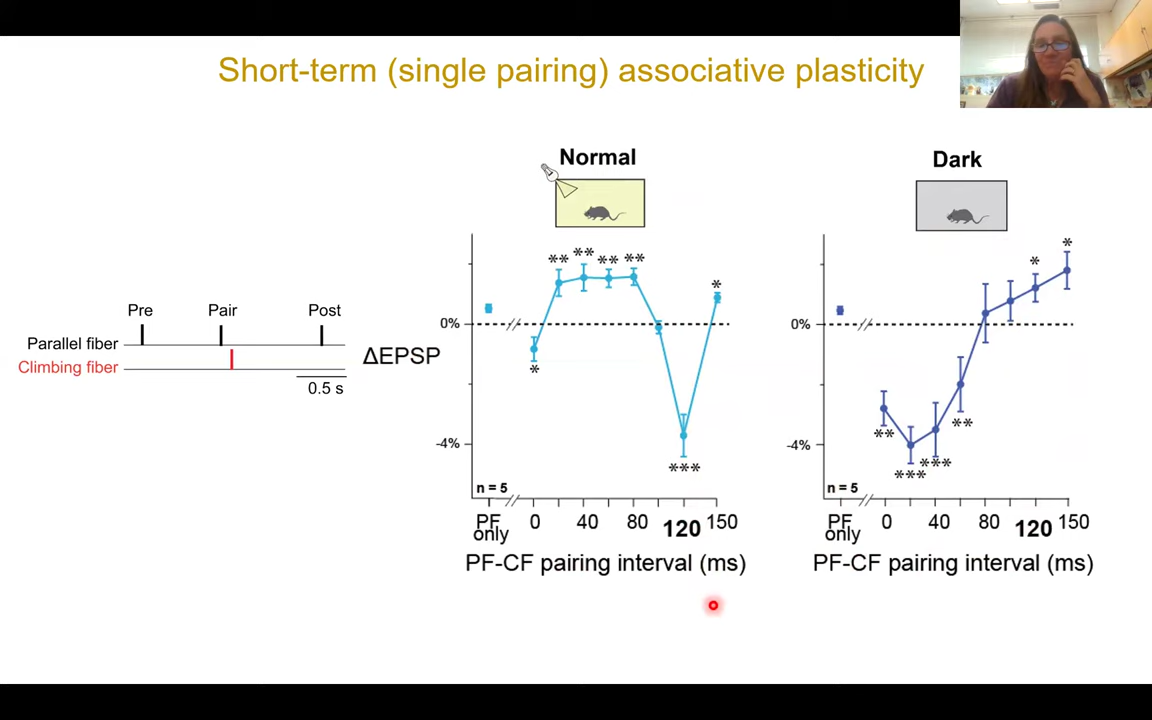 Short-term (single pairing) associative plasticity
Pre Pair Post
Parallel fiber
Climbing fiber
0.5 s
Normal
ΔEPSP
0%
-4%
** ** ** **
*
*
***
n = 5
PF only 0 40 80 120 150
PF-CF pairing interval (ms)
Dark
0%
-4%
*
*
**
**
***
***
n = 5
PF only 0 40 80 120 150
PF-CF pairing interval (ms)